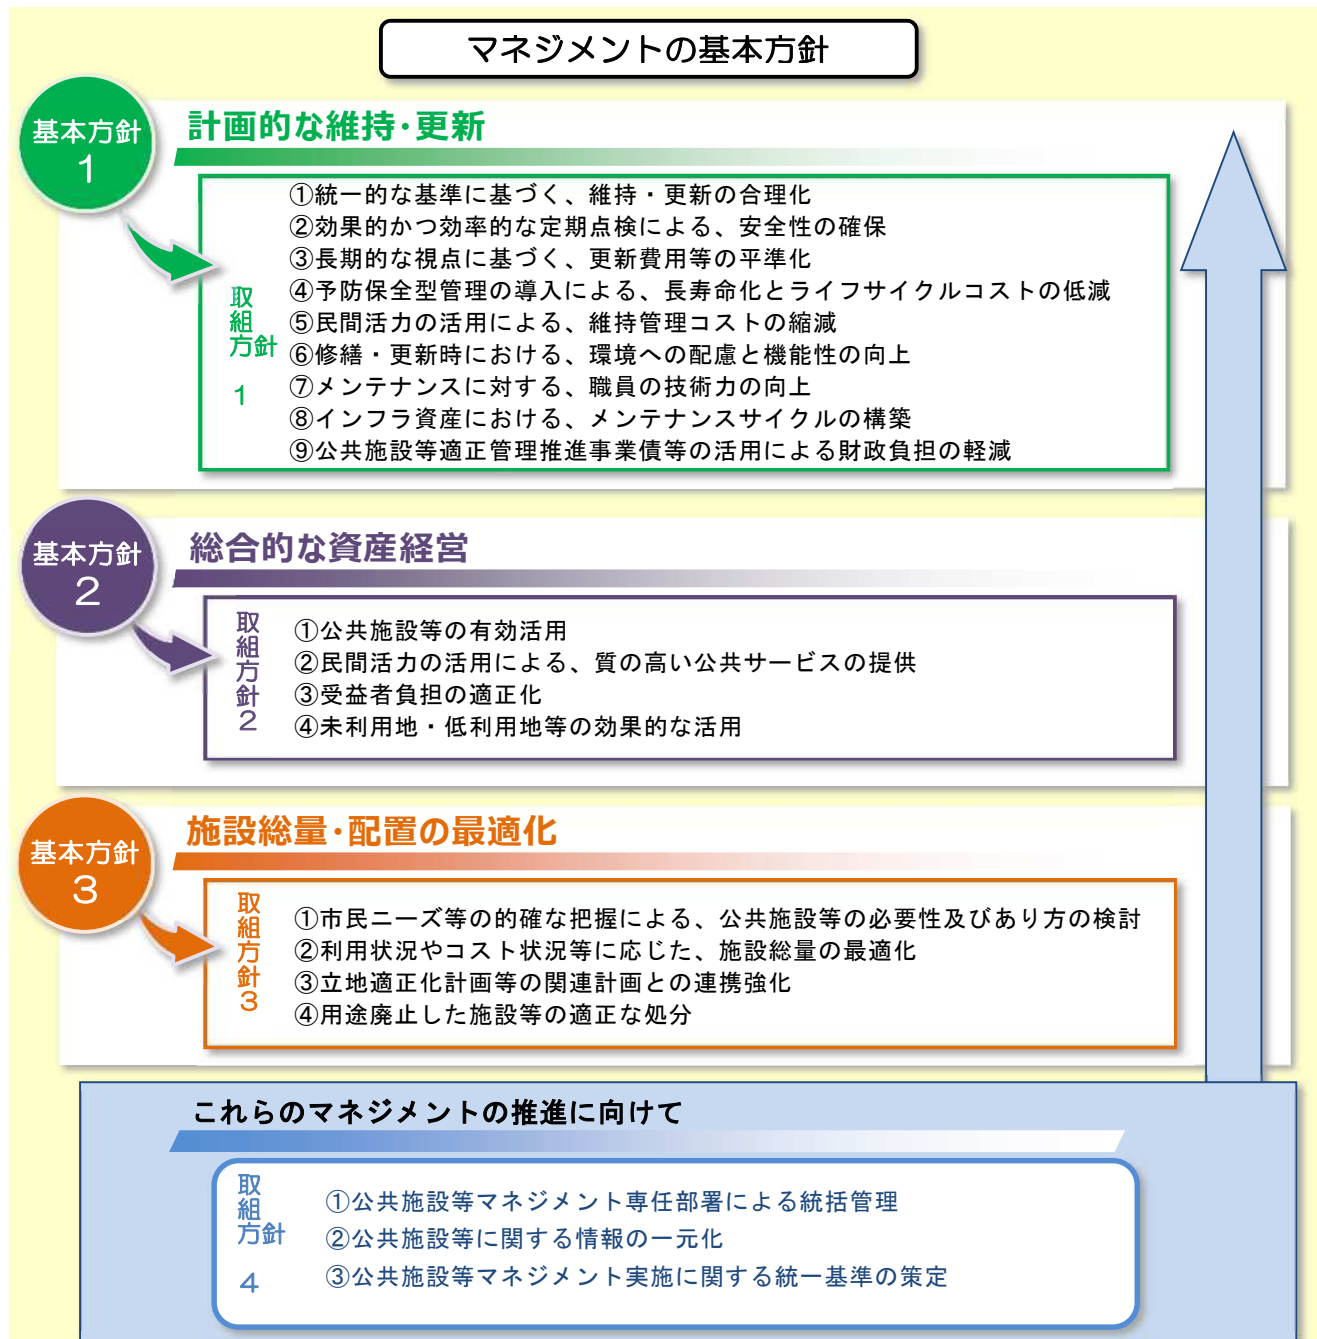 マネジメントの基本方針
基本方針
1
計画的な維持・更新
取組方針
1
①統一的な基準に基づく、維持・更新の合理化
②効果的かつ効率的な定期点検による、安全性の確保
③長期的な視点に基づく、更新費用等の平準化
④予防保全型管理の導入による、長寿命化とライフサイクルコストの低減
⑤民間活力の活用による、維持管理コストの縮減
⑥修繕・更新時における、環境への配慮と機能性の向上
⑦メンテナンスに対する、職員の技術力の向上
⑧インフラ資産における、メンテナンスサイクルの構築
⑨公共施設等適正管理推進事業債等の活用による財政負担の軽減
基本方針
2
総合的な資産経営
取組方針2
①公共施設等の有効活用
②民間活力の活用による、質の高い公共サービスの提供
③受益者負担の適正化
④未利用地・低利用地等の効果的な活用
基本方針
3
施設総量・配置の最適化
取組方針3
①市民ニーズ等の的確な把握による、公共施設等の必要性及びあり方の検討
②利用状況やコスト状況等に応じた、施設総量の最適化
③立地適正化計画等の関連計画との連携強化
④用途廃止した施設等の適正な処分
これらのマネジメントの推進に向けて
取組方針
4
①公共施設等マネジメント専任部署による統括管理
②公共施設等に関する情報の一元化
③公共施設等マネジメント実施に関する統一基準の策定